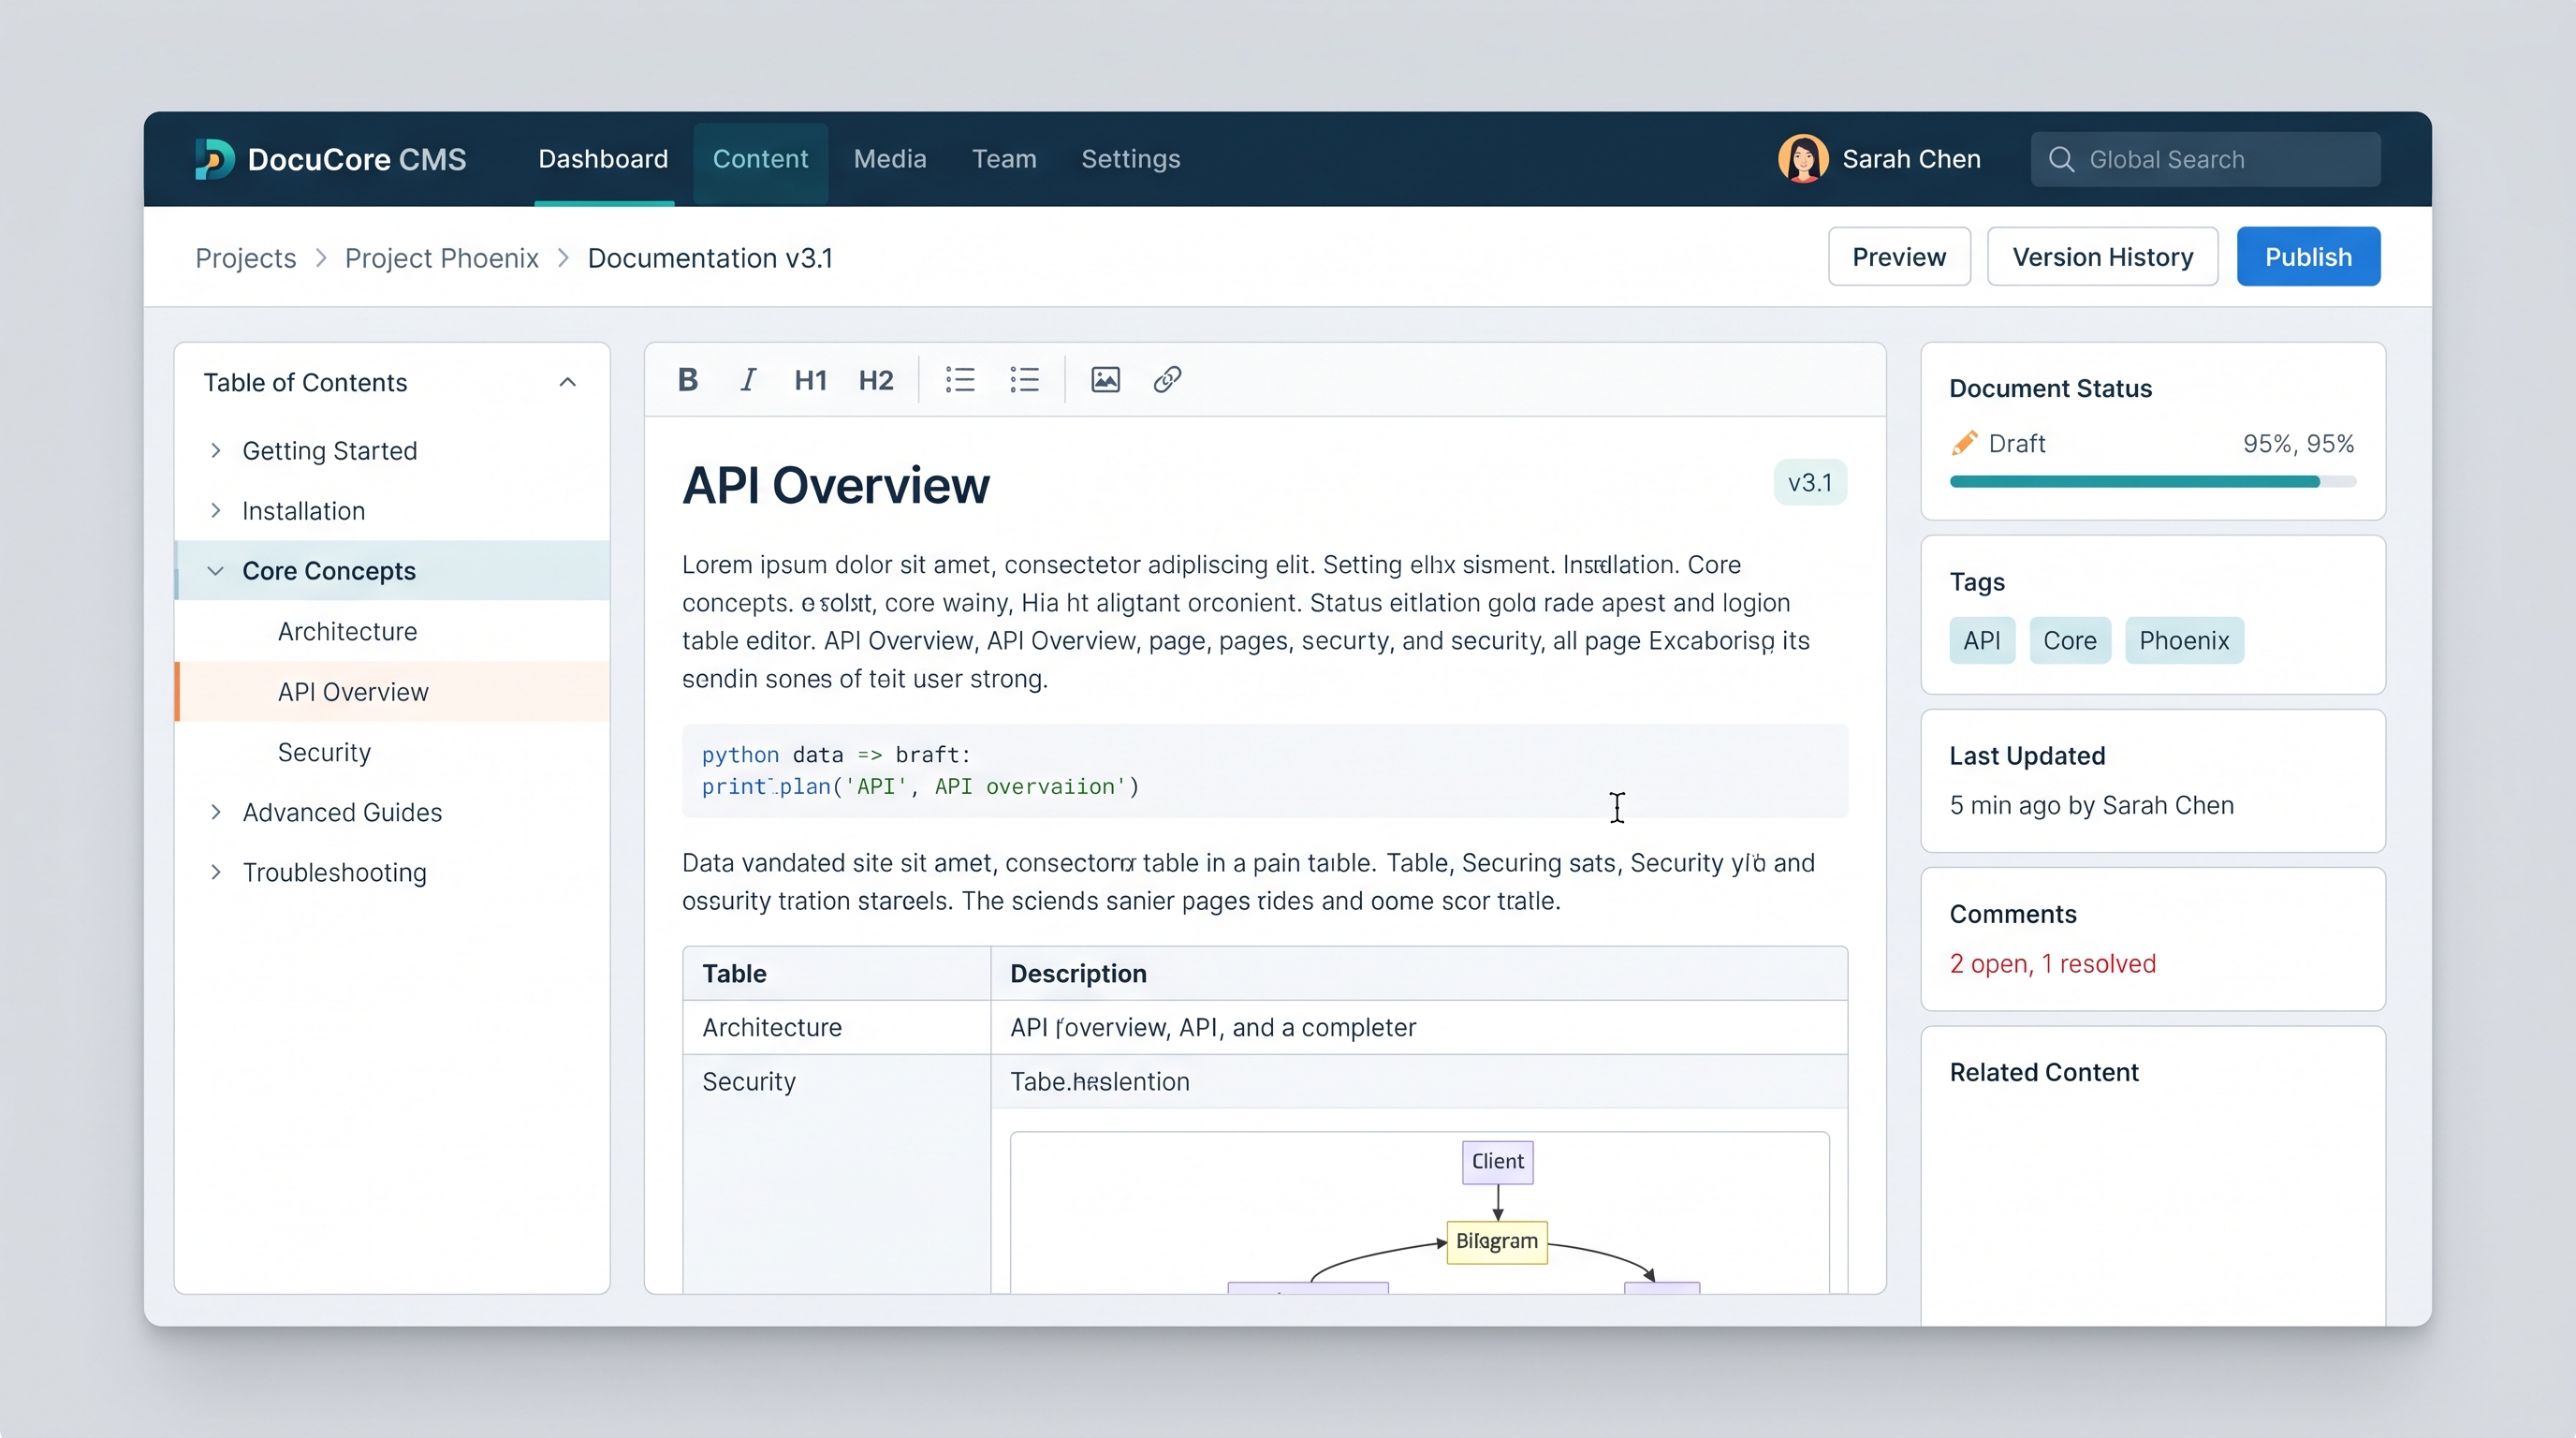 DocuCore CMS
Dashboard
Content
Media
Team
Settings
Sarah Chen
Global Search
Projects > Project Phoenix > Documentation v3.1
Preview
Version History
Publish
Table of Contents
Getting Started
Installation
Core Concepts
Architecture
API Overview
Security
Advanced Guides
Troubleshooting
B I H1 H2
API Overview
v3.1
Lorem ipsum dolor sit amet, consectetor adipliscing elit. Setting sisment. Core
concepts. core wainy, Hia ht aligtant orconient. Status eitlation gold rade apest and logion
table editor. API Overview, API Overview, page, pages, securty, and security, all page Excaborisg its
sendin sones of teit user strong.
python data => braft:
print plan('API', API overvaiion')
Data vandated site sit amet, table in a pain taible. Table, Securing sats, Security and
ossurity tration starcels. The sciends sanier pages rides and oome scor tratle.
Table
Description
Architecture
API overview, API, and a completer
Security
Client
Document Status
Draft
95%, 95%
Tags
API
Core
Phoenix
Last Updated
5 min ago by Sarah Chen
Comments
2 open, 1 resolved
Related Content